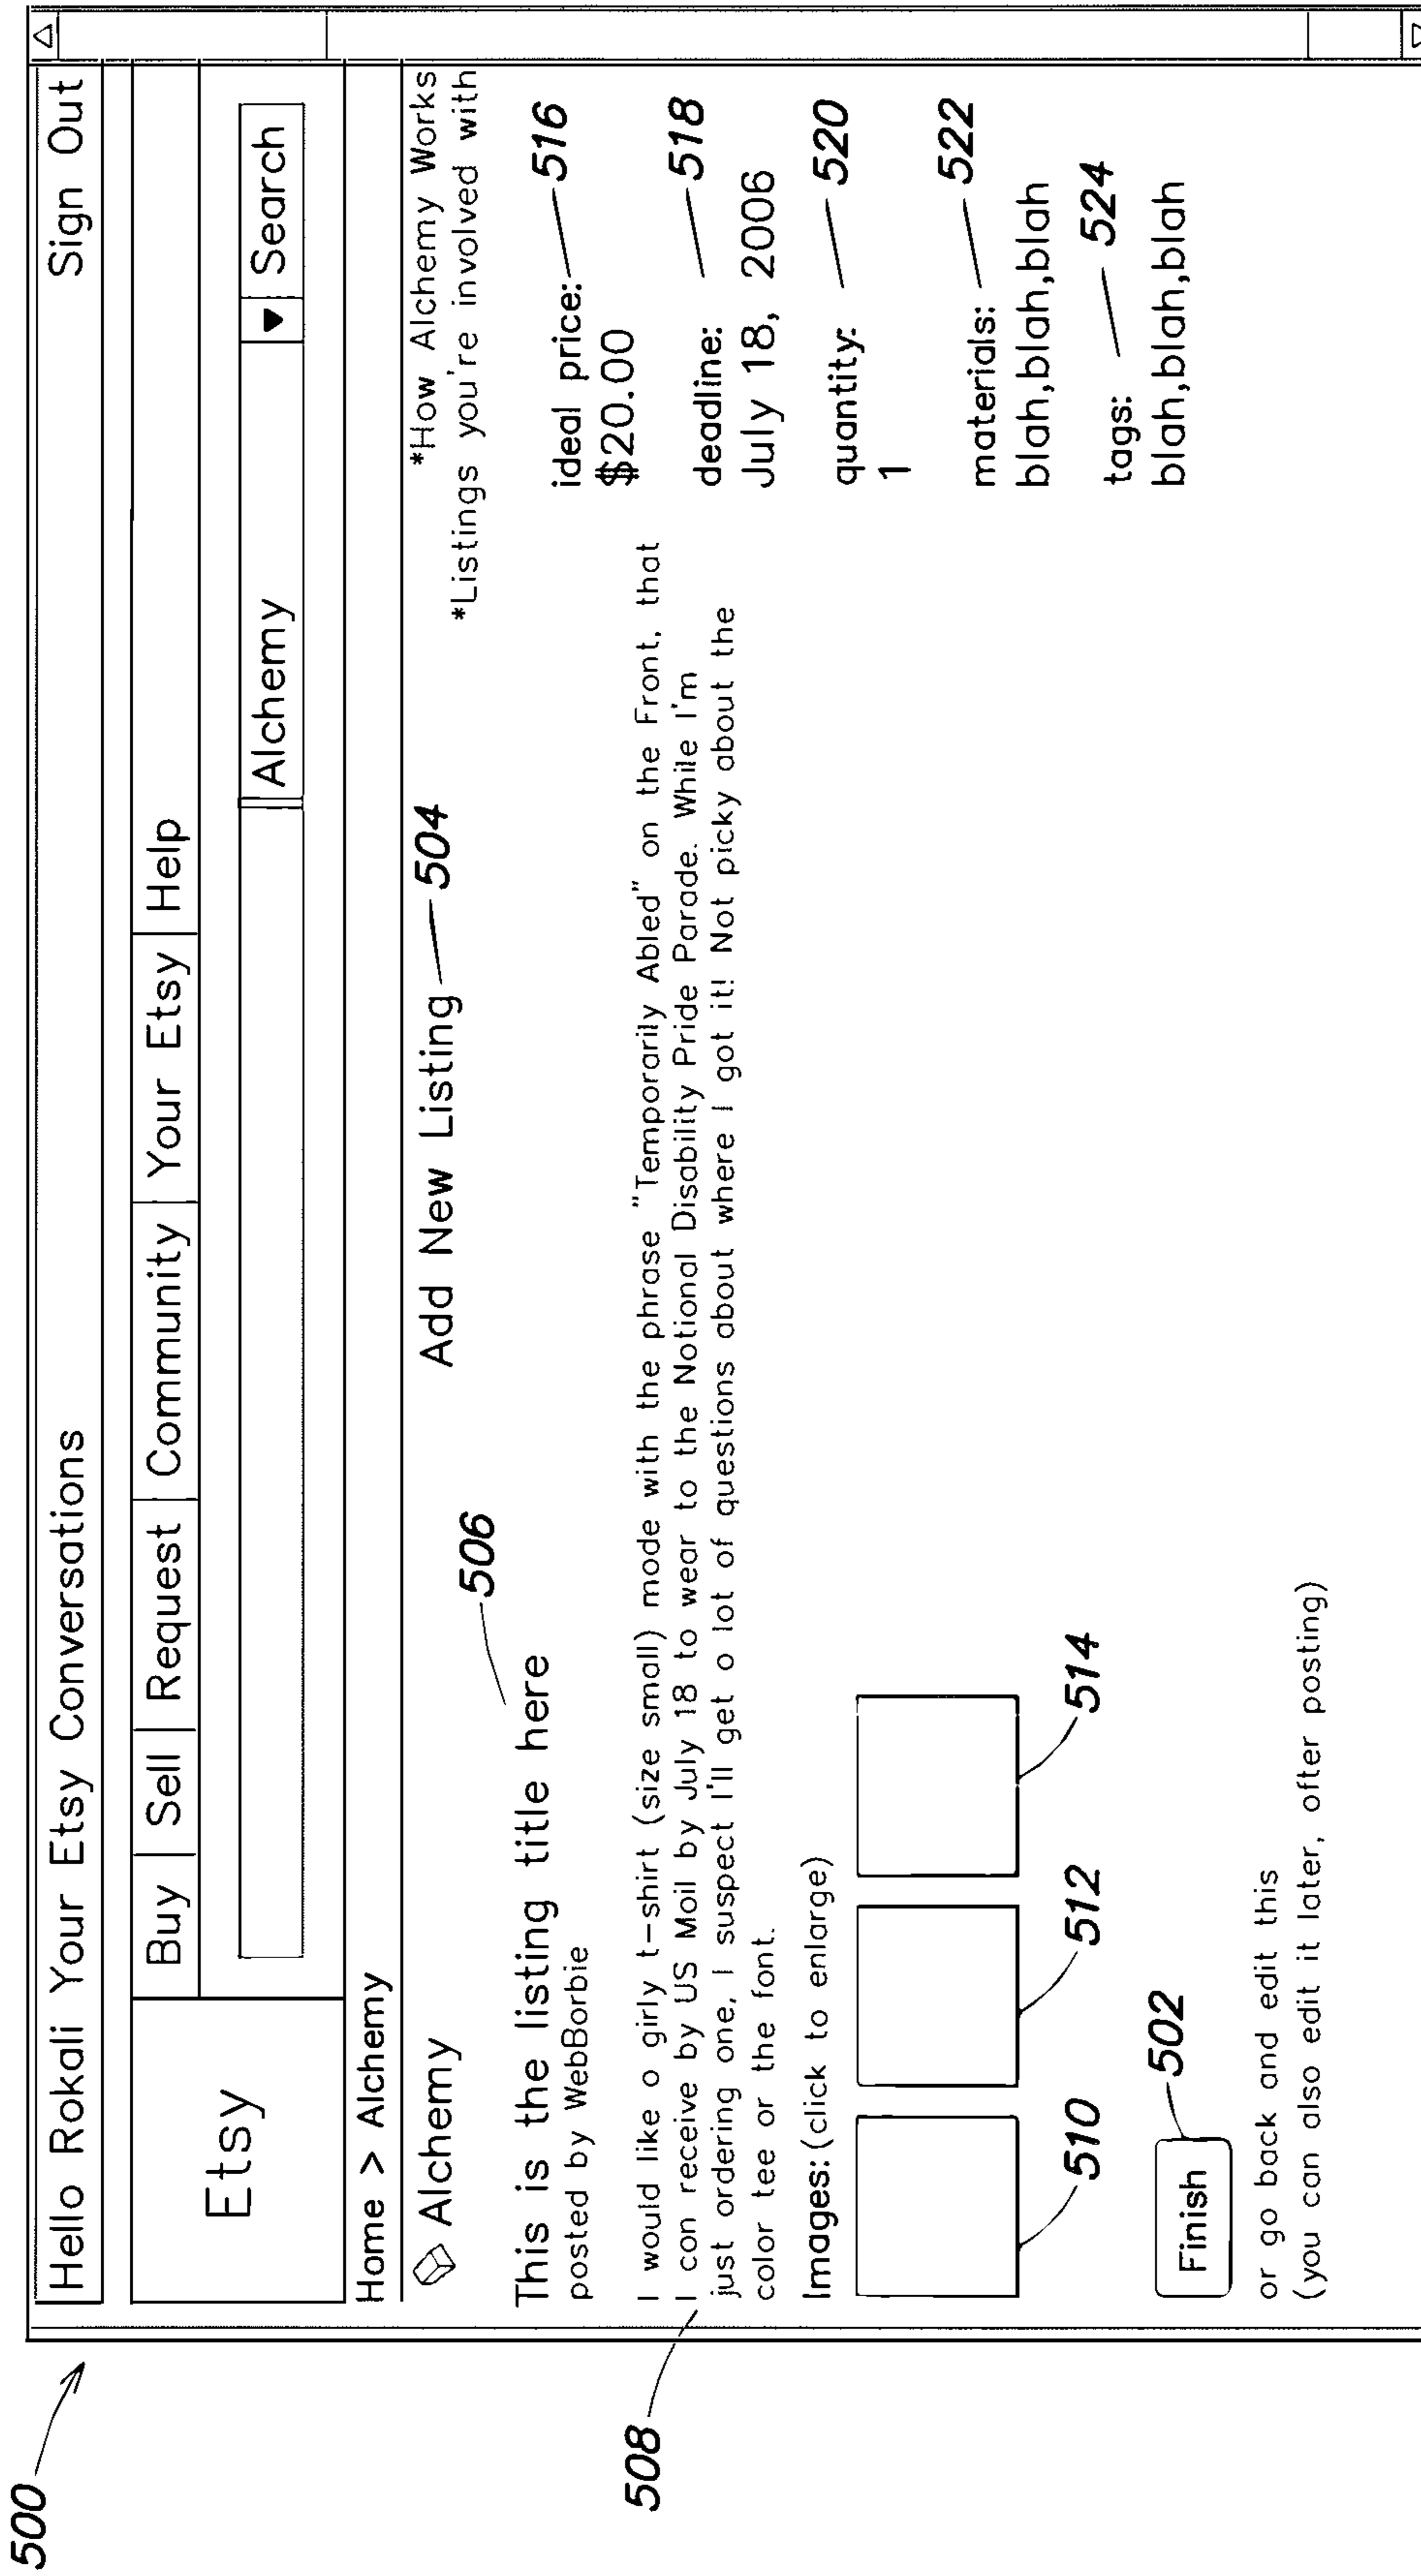 500
Hello Rokali Your Etsy Conversations Sign Out
Etsy
Buy Sell Request Community Your Etsy Help
Alchemy ▼ Search
Home > Alchemy
Alchemy
Add New Listing 504
*How Alchemy Works
*Listings you're involved with
506
This is the listing title here
posted by WebBorbie
508
I would like o girly t-shirt (size small) mode with the phrase "Temporarily Abled" on the Front, that
I con receive by US Moil by July 18 to wear to the Notional Disability Pride Parade. While I'm
just ordering one, I suspect I'll get o lot of questions about where I got it! Not picky about the
color tee or the font.
Images: (click to enlarge)
510
512
514
Finish 502
or go back and edit this
(you can also edit it later, ofter posting)
ideal price: 516
$20.00
deadline: 518
July 18, 2006
quantity: 520
1
materials: 522
blah,blah,blah
tags: 524
blah,blah,blah